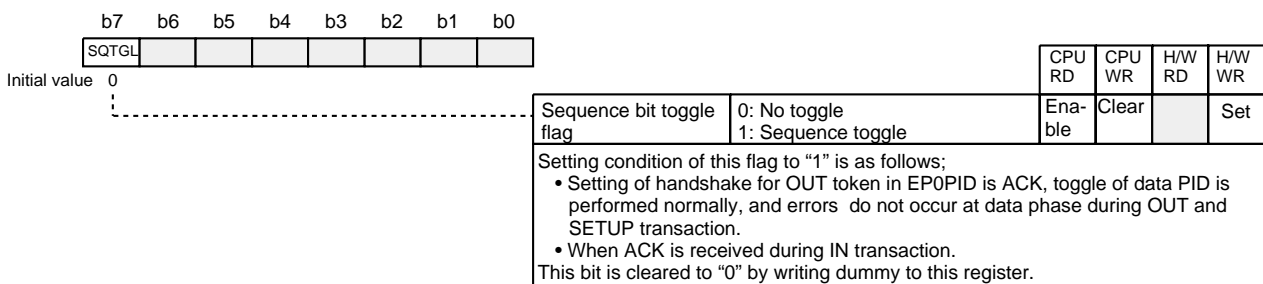 b7 b6 b5 b4 b3 b2 b1 b0
SQTGL
Initial value 0
CPU RD
CPU WR
H/W RD
H/W WR
Sequence bit toggle flag
0: No toggle
1: Sequence toggle
Ena-
ble
Clear
Set
Setting condition of this flag to “1” is as follows;
• Setting of handshake for OUT token in EP0PID is ACK, toggle of data PID is
performed normally, and errors do not occur at data phase during OUT and
SETUP transaction.
• When ACK is received during IN transaction.
This bit is cleared to “0” by writing dummy to this register.